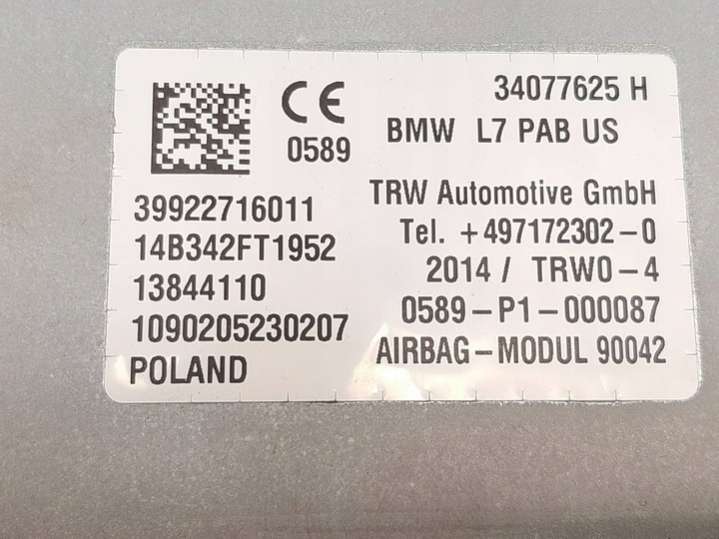 CE
0589
39922716011
14B342FT1952
13844110
1090205230207
POLAND
34077625 H
BMW L7 PAB US
TRW Automotive GmbH
Tel. +497172302-0
2014 / TRW0-4
0589-P1-000087
AIRBAG-MODUL 90042